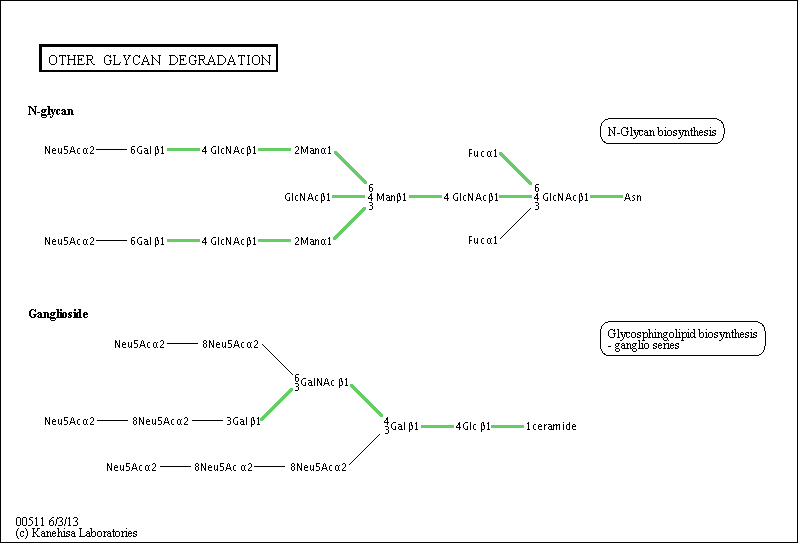 OTHER GLYCAN DEGRADATION
N-glycan
N-Glycan biosynthesis
Neu5Acα2 6Galβ1 4 GlcNAcβ1 2Manα1 Fucα1
6 6
GlcNAcβ1 4 Manβ1 4 GlcNAcβ1 4 GlcNAcβ1 Asn
3 3
Neu5Acα2 6Galβ1 4 GlcNAcβ1 2Manα1 Fucα1
Ganglioside
Glycosphingolipid biosynthesis
- ganglio series
Neu5Acα2 8Neu5Acα2
6
3 GalNAc β1
Neu5Acα2 8Neu5Acα2 3Galβ1
4
3 Galβ1 4Glcβ1 1ceramide
Neu5Acα2 8Neu5Acα2 8Neu5Acα2
00511 6/3/13
(c) Kanehisa Laboratories